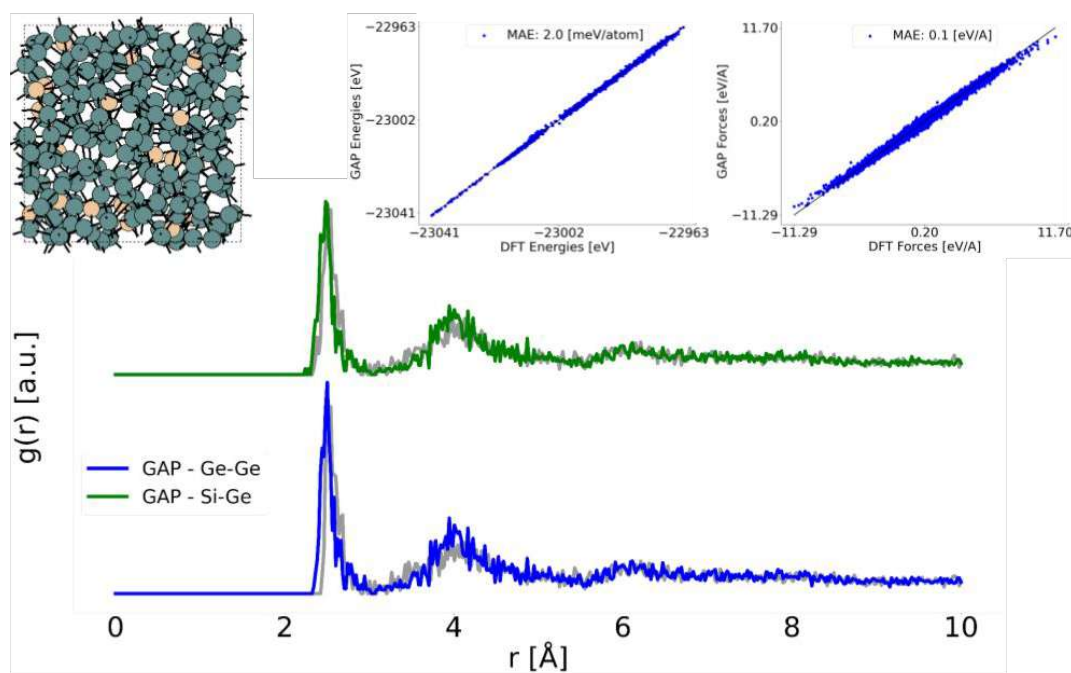 −22963
MAE: 2.0 [meV/atom]
GAP Energies [eV]
−23002
−23041
−23041
−23002
−22963
DFT Energies [eV]
11.70
MAE: 0.1 [eV/A]
GAP Forces [eV/A]
0.20
−11.29
−11.29
0.20
11.70
DFT Forces [eV/A]
g(r) [a.u.]
GAP - Ge-Ge
GAP - Si-Ge
0
2
4
6
8
10
r [Å]